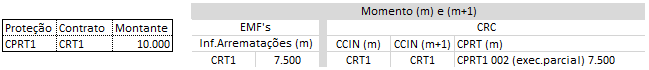 Momento (m) e (m+1)
Proteção Contrato Montante EMF's CRC
CPRT1 CRT1 10.000 Inf.Arrematações (m) CCIN (m) CCIN (m+1) CPRT (m)
CRT1 7.500 CRT1 CRT1 CPRT1 002 (exec.parcial) 7.500